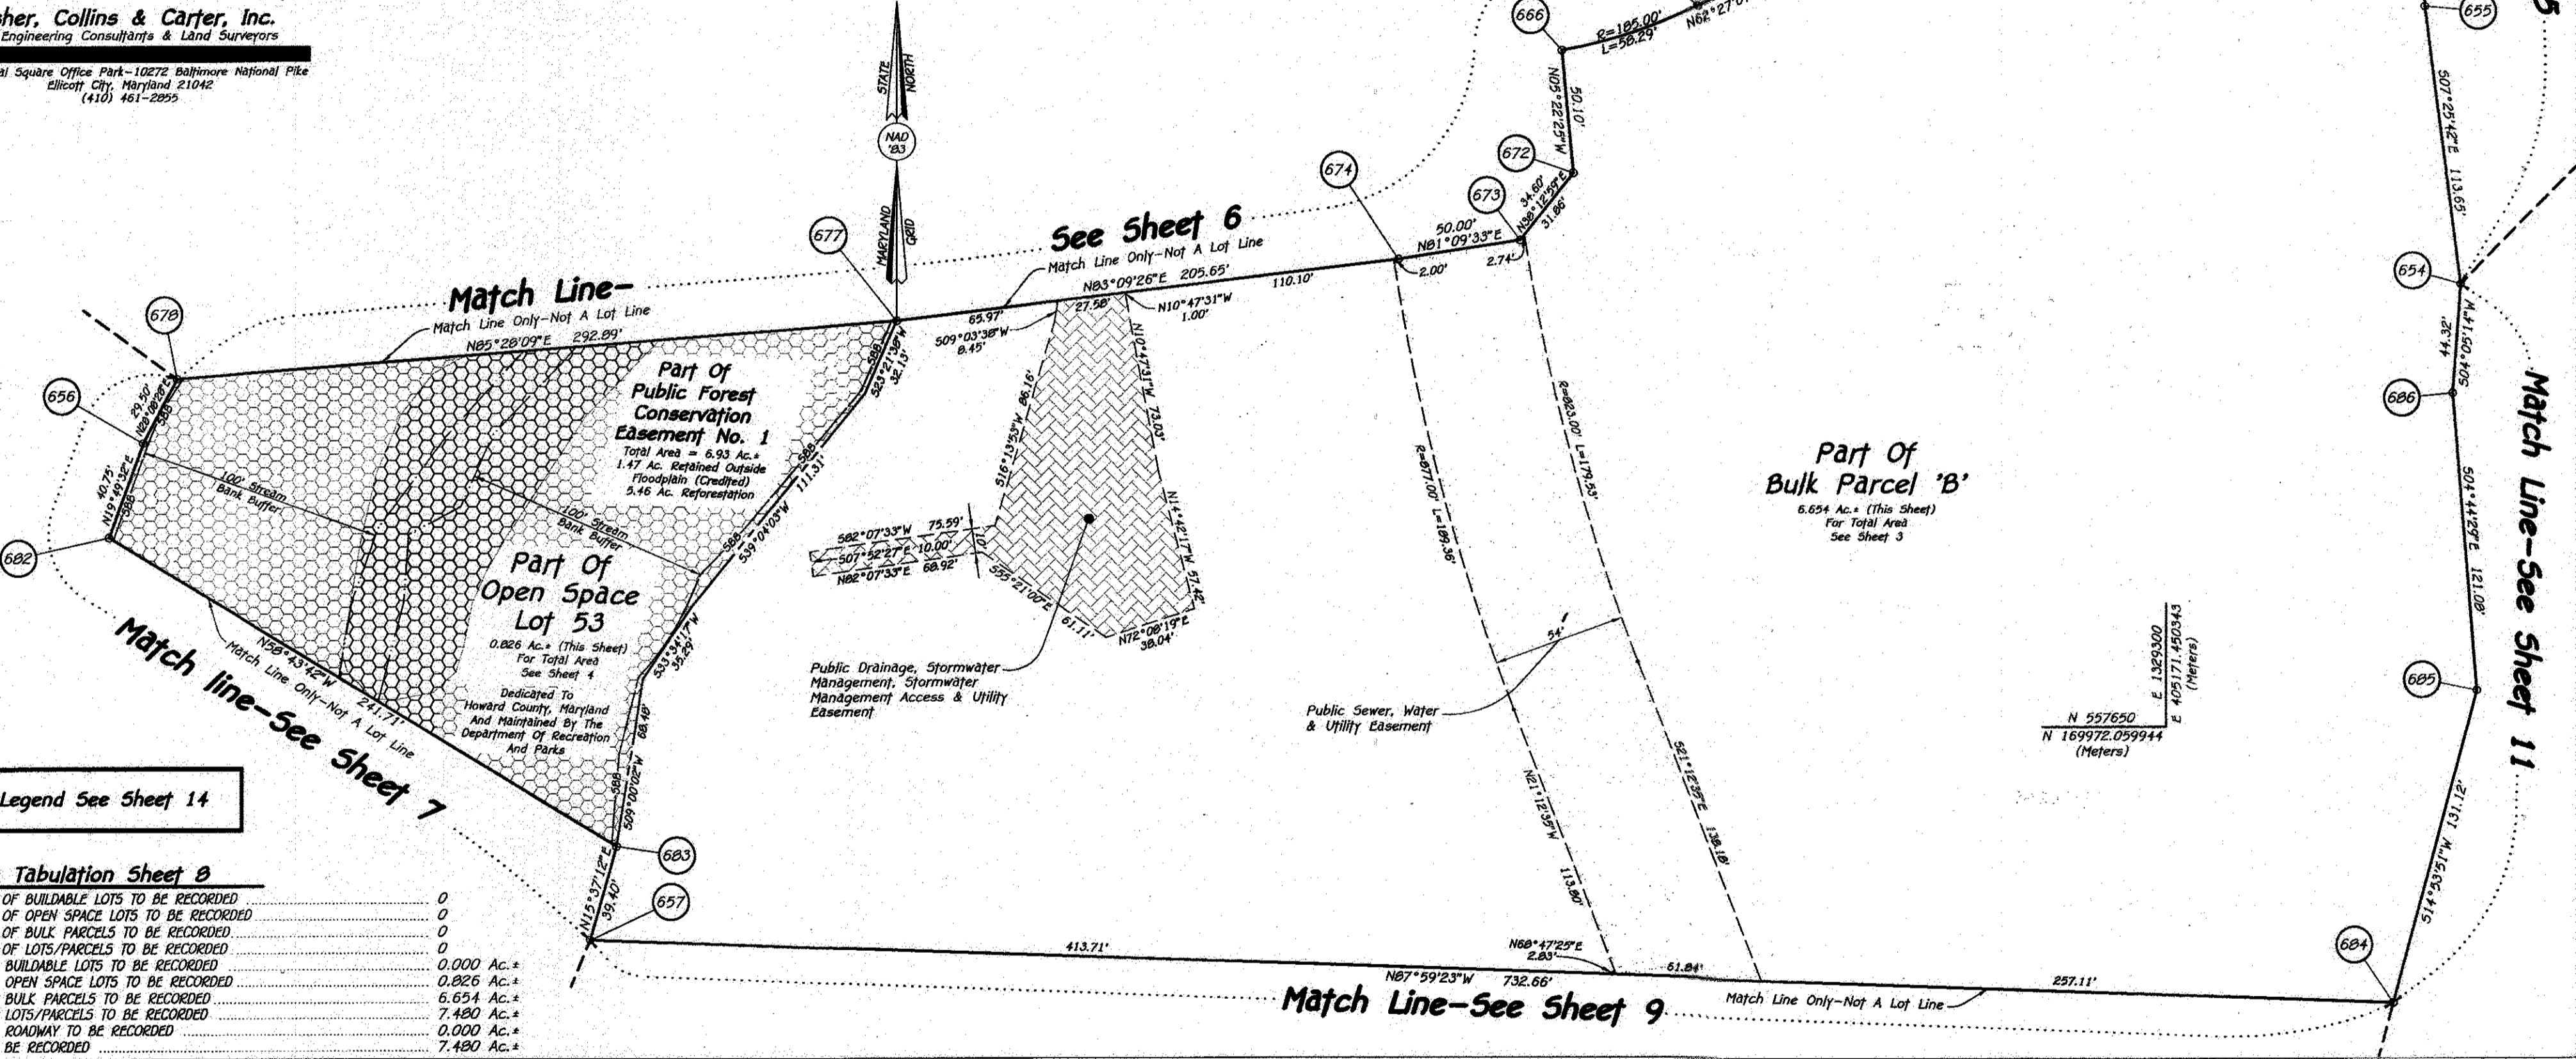 her, Collins & Carter, Inc.
Engineering Consultants & Land Surveyors
al Square Office Park-10272 Baltimore National Pike
Ellicott City, Maryland 21042
(410) 461-2855
STATE
NORTH
NAD
'83
MARYLAND
GRID
666
R=185.00'
L=58.29'
N05°22'25"W
50.10'
672
673
34.60'
N38°12'59"E
31.86'
674
50.00'
N81°09'33"E
2.74'
2.00'
677
See Sheet 6
Match Line Only-Not A Lot Line
N83°09'26"E 205.65'
110.10'
65.97'
27.58'
N10°47'31"W
1.00'
S09°03'38"W
8.45'
Match Line-
Match Line Only-Not A Lot Line
N85°28'09"E 292.89'
678
656
29.50'
N28°00'28"E
SBB
40.75'
N19°49'32"E
SBB
682
100' Stream
Bank Buffer
Part Of
Public Forest
Conservation
Easement No. 1
Total Area = 6.93 Ac.±
1.47 Ac. Retained Outside
Floodplain (Credited)
5.46 Ac. Reforestation
SBB
S23°21'38"W
32.13'
SBB
111.31'
SBB
S39°04'03"W
100' Stream
Bank Buffer
Part Of
Open Space
Lot 53
0.826 Ac.± (This Sheet)
For Total Area
See Sheet 4
Dedicated To
Howard County, Maryland
And Maintained By The
Department Of Recreation
And Parks
S33°34'17"W
35.29'
68.48'
SBB
S09°00'02"W
N58°43'42"W
241.71'
Match Line Only-Not A Lot Line
Match line-See Sheet 7
683
N15°37'12"E
39.40'
657
S16°13'53"W 86.16'
N10°47'31"W 73.03'
N14°42'17"W 57.42'
S82°07'33"W 75.59'
S07°52'27"E 10.00'
N82°07'33"E 68.92'
10'
S55°21'00"E
61.11'
N72°08'19"E
38.04'
Public Drainage, Stormwater
Management, Stormwater
Management Access & Utility
Easement
R=877.00' L=189.36'
R=823.00' L=179.53'
54'
Public Sewer, Water
& Utility Easement
N21°12'35"W
113.80'
S21°12'35"E 138.18'
Part Of
Bulk Parcel 'B'
6.654 Ac.± (This Sheet)
For Total Area
See Sheet 3
E 1329300
E 405171.450343
(Meters)
N 557650
N 169972.059944
(Meters)
655
S07°25'42"E 113.65'
654
44.32'
S04°50'14"W
686
S04°44'29"E 121.08'
685
S14°53'51"W 131.12'
684
Match Line-See Sheet 11
413.71'
N68°47'25"E
2.83'
61.84'
257.11'
N87°59'23"W 732.66'
Match Line-See Sheet 9
Match Line Only-Not A Lot Line
Legend See Sheet 14
Tabulation Sheet 8
OF BUILDABLE LOTS TO BE RECORDED 0
OF OPEN SPACE LOTS TO BE RECORDED 0
OF BULK PARCELS TO BE RECORDED 0
OF LOTS/PARCELS TO BE RECORDED 0
BUILDABLE LOTS TO BE RECORDED 0.000 Ac.±
OPEN SPACE LOTS TO BE RECORDED 0.826 Ac.±
BULK PARCELS TO BE RECORDED 6.654 Ac.±
LOTS/PARCELS TO BE RECORDED 7.480 Ac.±
ROADWAY TO BE RECORDED 0.000 Ac.±
BE RECORDED 7.480 Ac.±